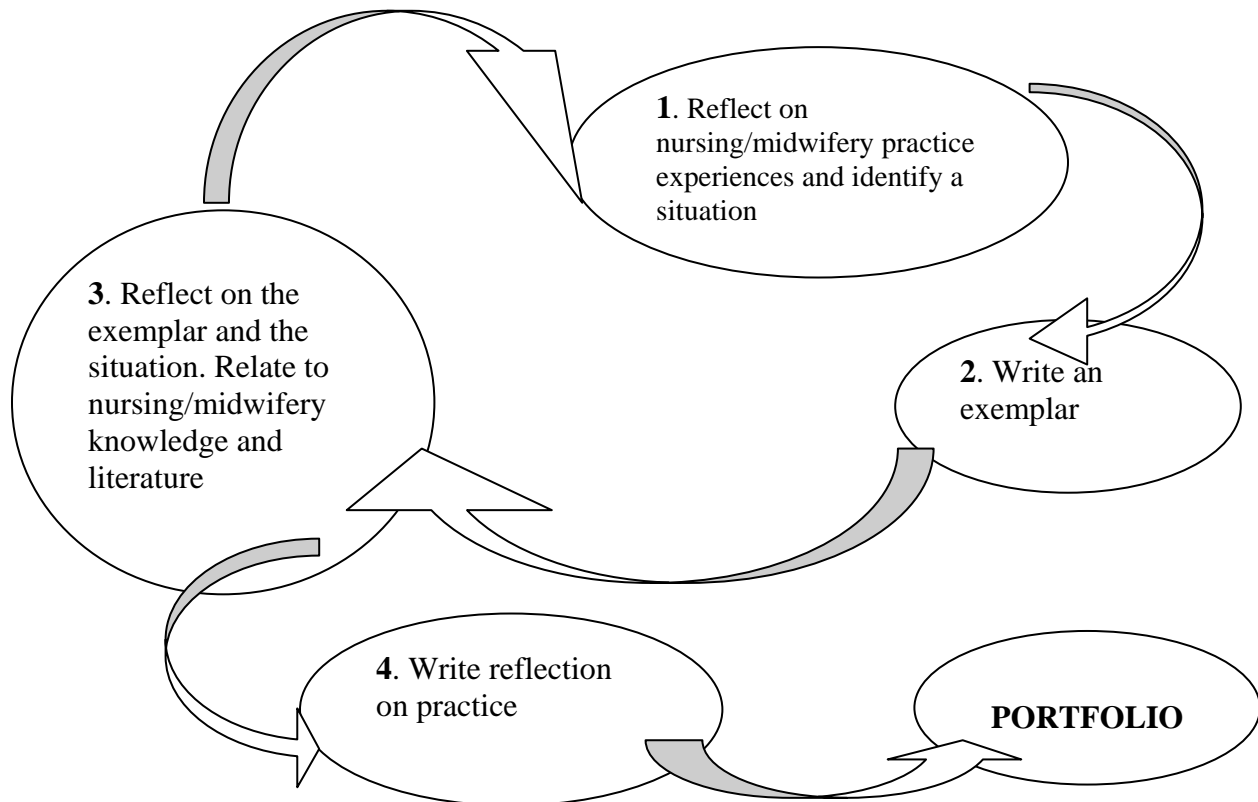 1. Reflect on
nursing/midwifery practice
experiences and identify a
situation
2. Write an
exemplar
3. Reflect on the
exemplar and the
situation. Relate to
nursing/midwifery
knowledge and
literature
4. Write reflection
on practice
PORTFOLIO